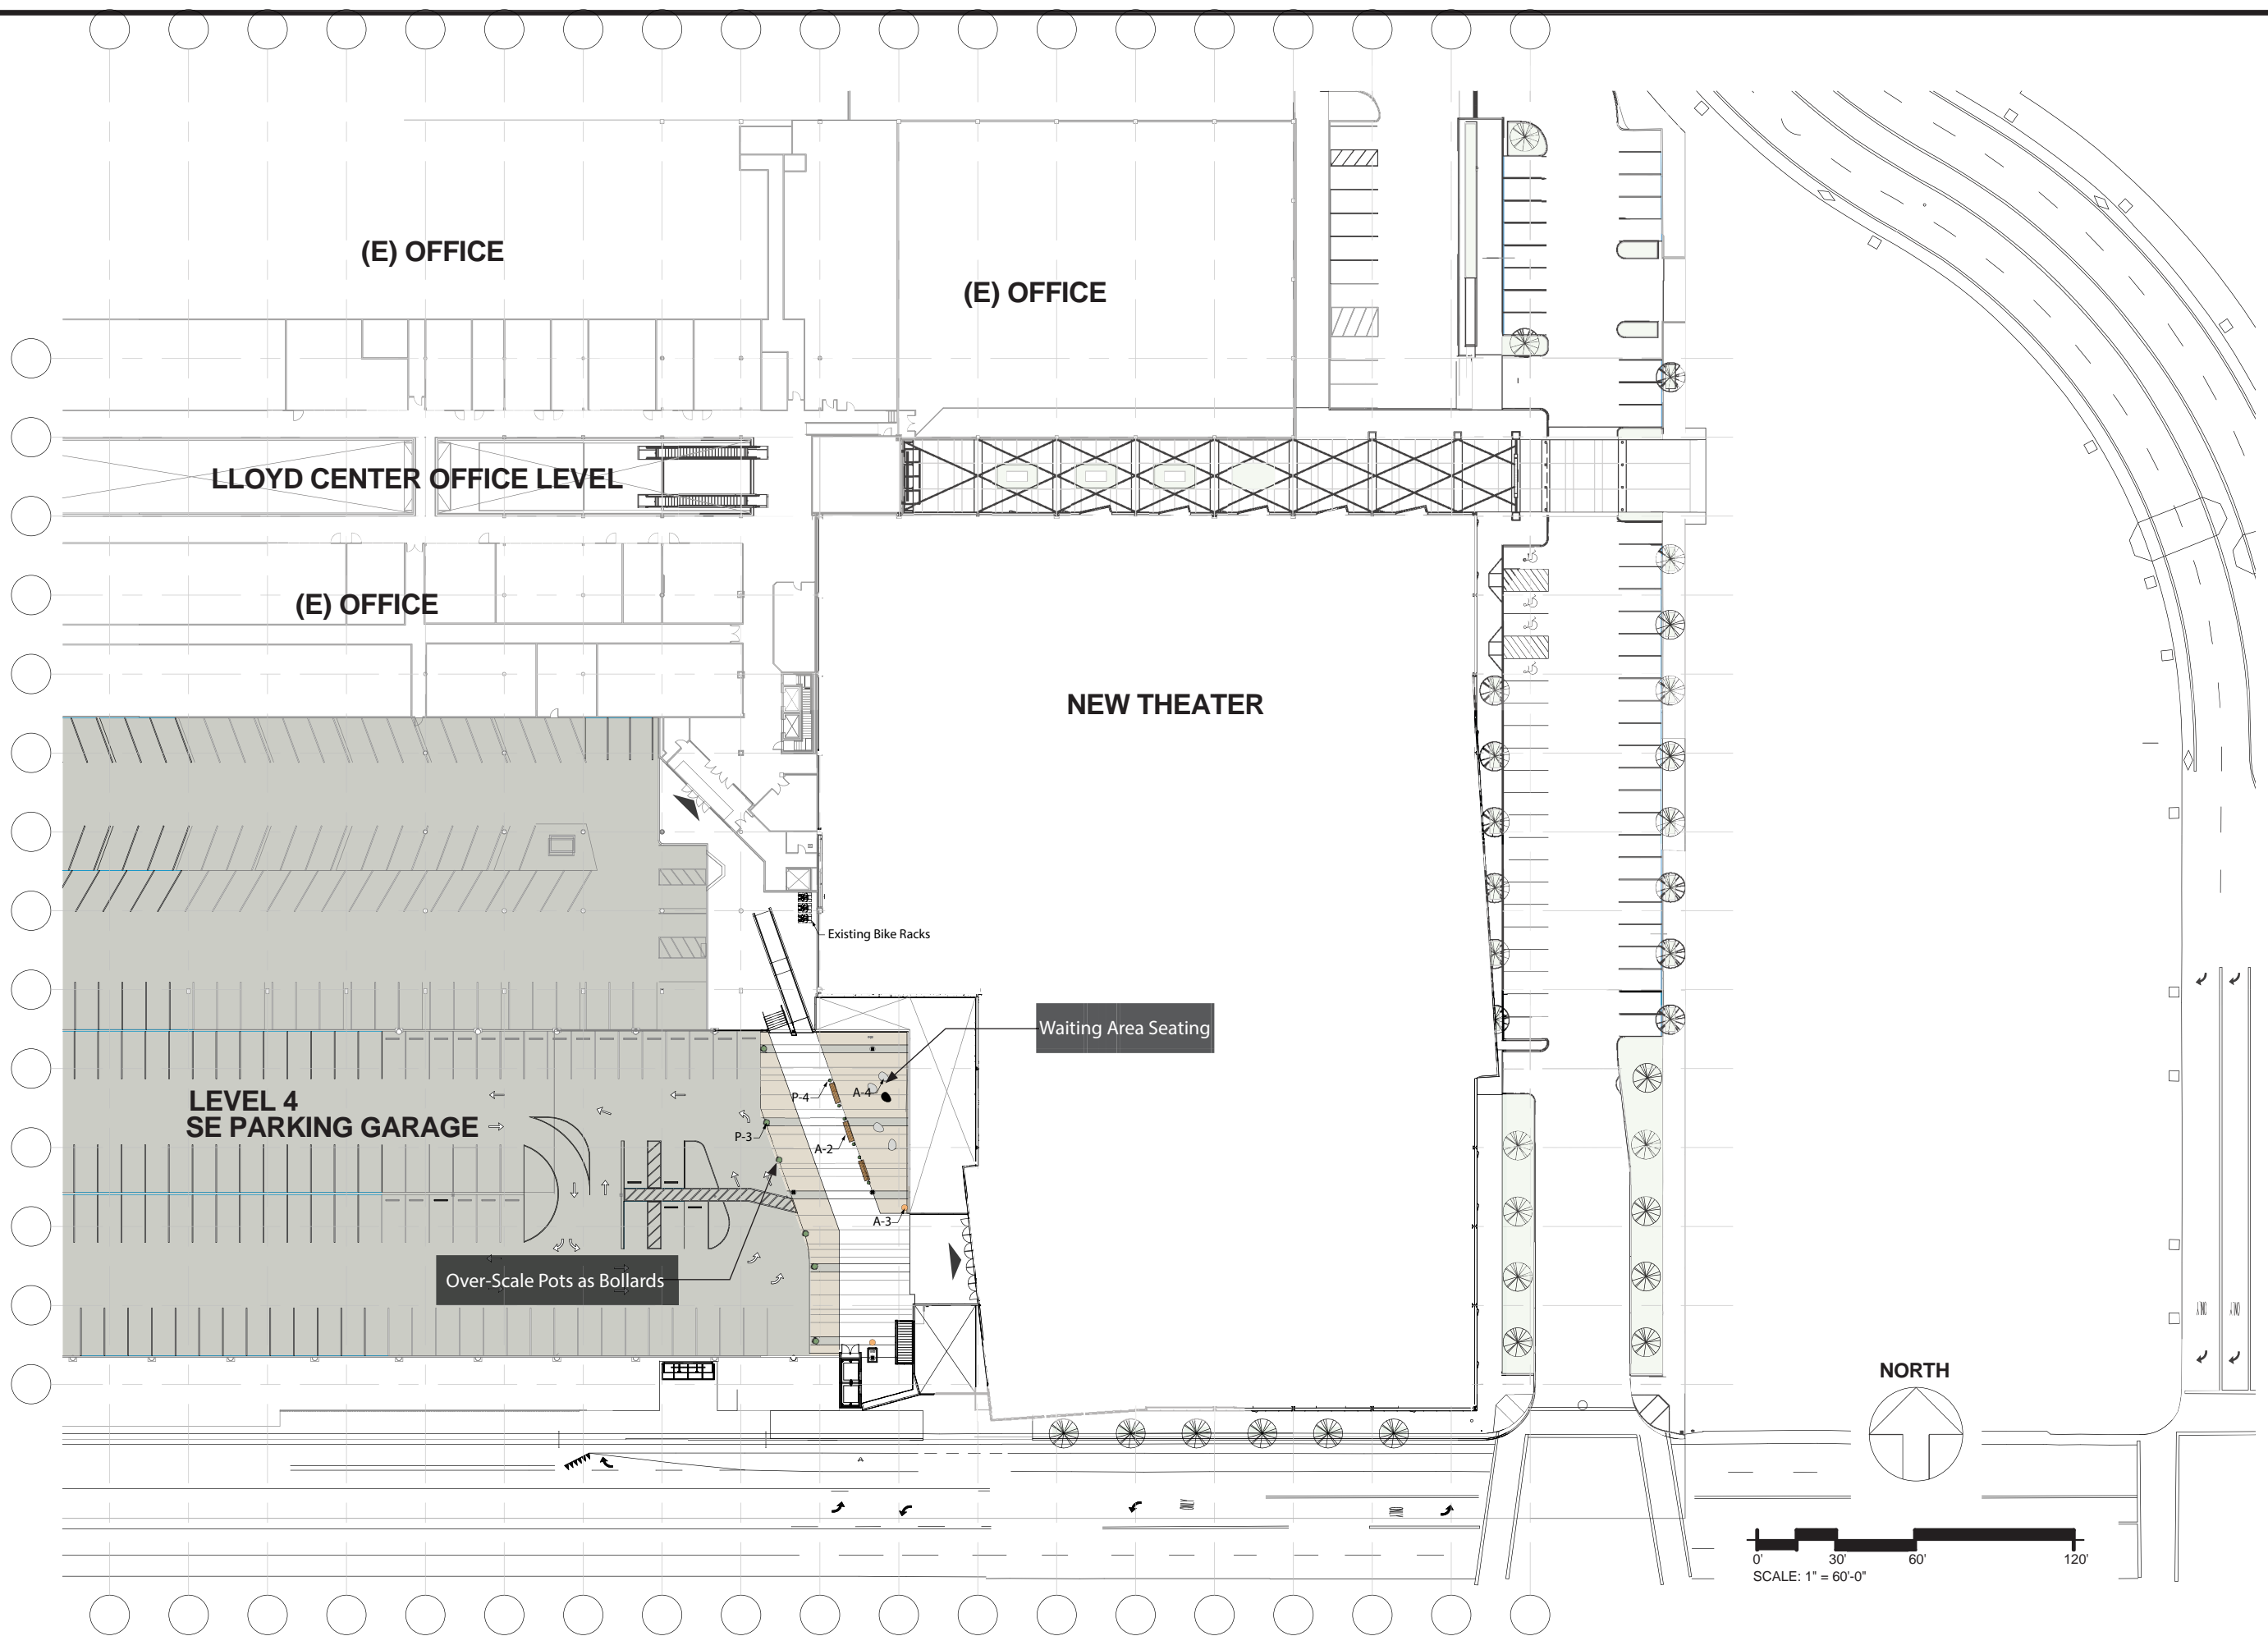 (E) OFFICE
(E) OFFICE
LLOYD CENTER OFFICE LEVEL
(E) OFFICE
NEW THEATER
Existing Bike Racks
Waiting Area Seating
P-4
A-4
LEVEL 4
SE PARKING GARAGE
P-3
A-2
A-3
Over-Scale Pots as Bollards
NORTH
0'
30'
60'
120'
SCALE: 1" = 60'-0"